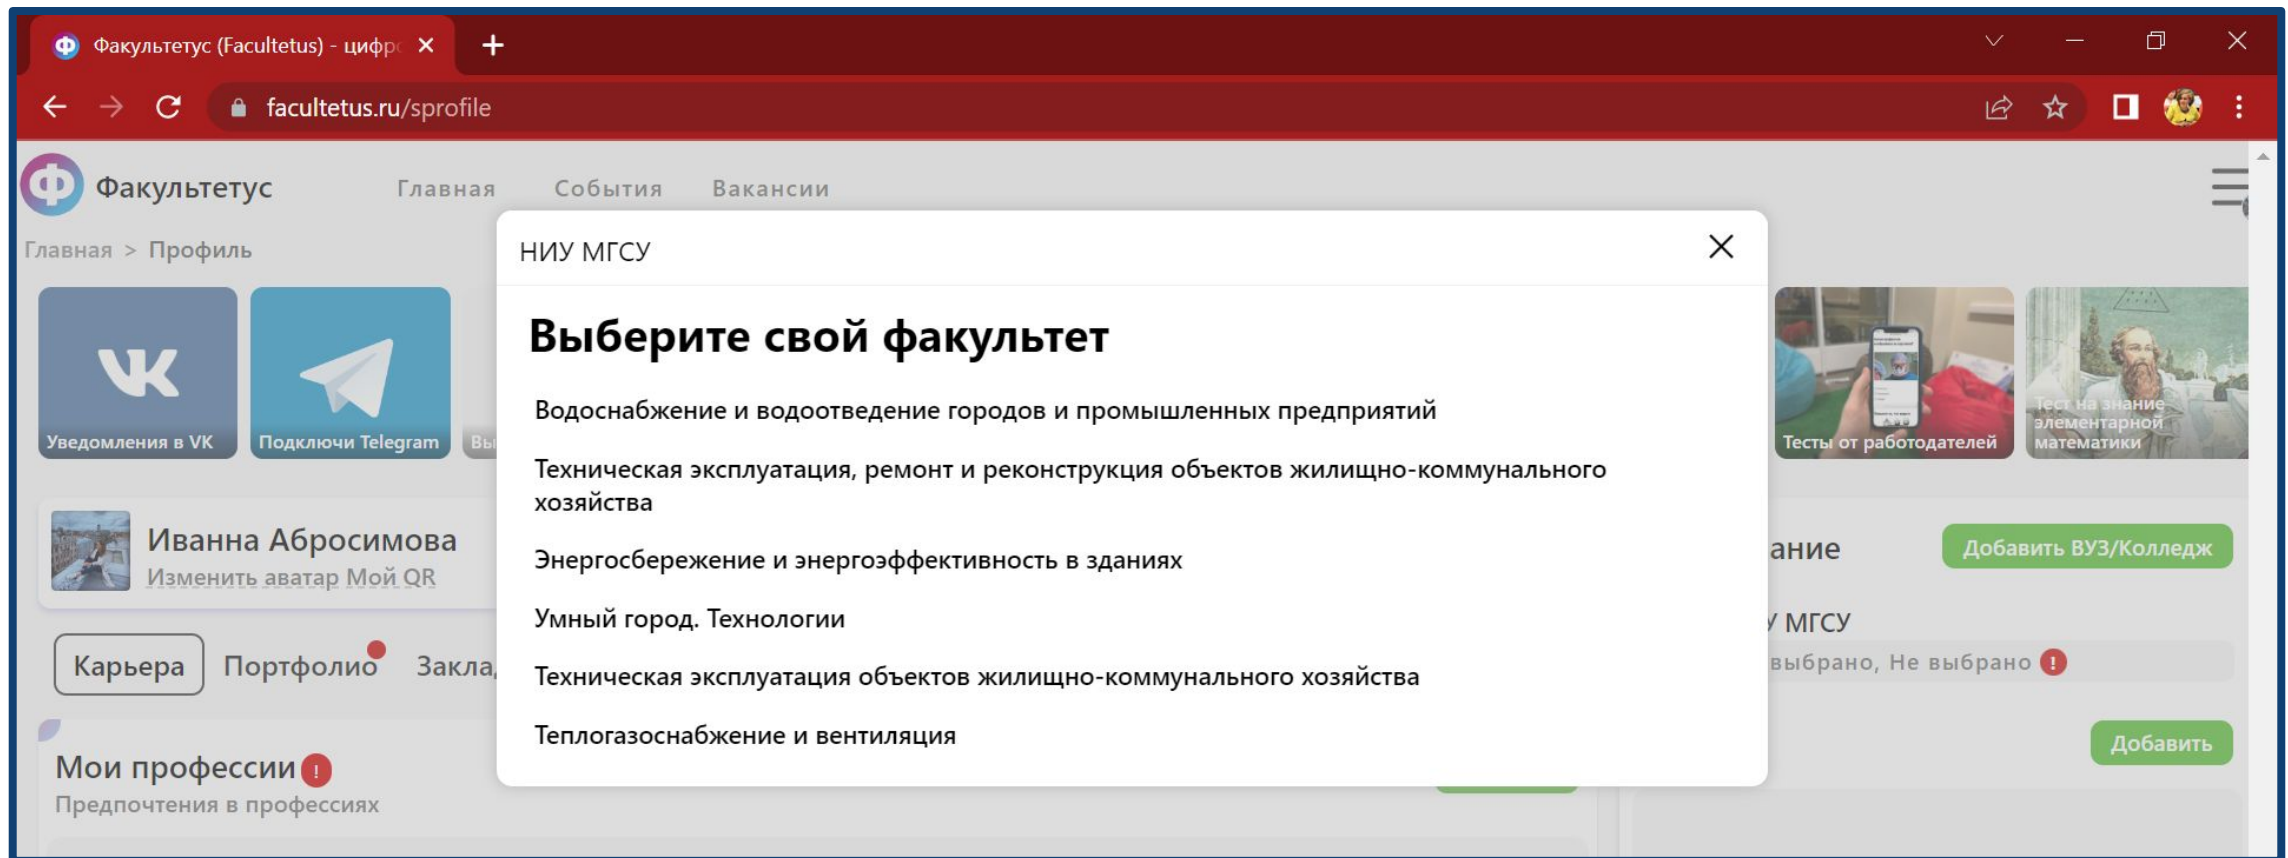 Факультетус (Facultetus) - цифро
facultetus.ru/sprofile
Факультетус
Главная
События
Вакансии
Главная > Профиль
Уведомления в VK
Подключи Telegram
Вы
Тесты от работодателей
Тест на знание
элементарной
математики
НИУ МГСУ
Выберите свой факультет
Водоснабжение и водоотведение городов и промышленных предприятий
Техническая эксплуатация, ремонт и реконструкция объектов жилищно-коммунального
хозяйства
Энергосбережение и энергоэффективность в зданиях
Умный город. Технологии
Техническая эксплуатация объектов жилищно-коммунального хозяйства
Теплогазоснабжение и вентиляция
Иванна Абросимова
Изменить аватар Мой QR
Карьера
Портфолио
Заклад
Мои профессии
Предпочтения в профессиях
ание
Добавить ВУЗ/Колледж
У МГСУ
выбрано, Не выбрано
Добавить